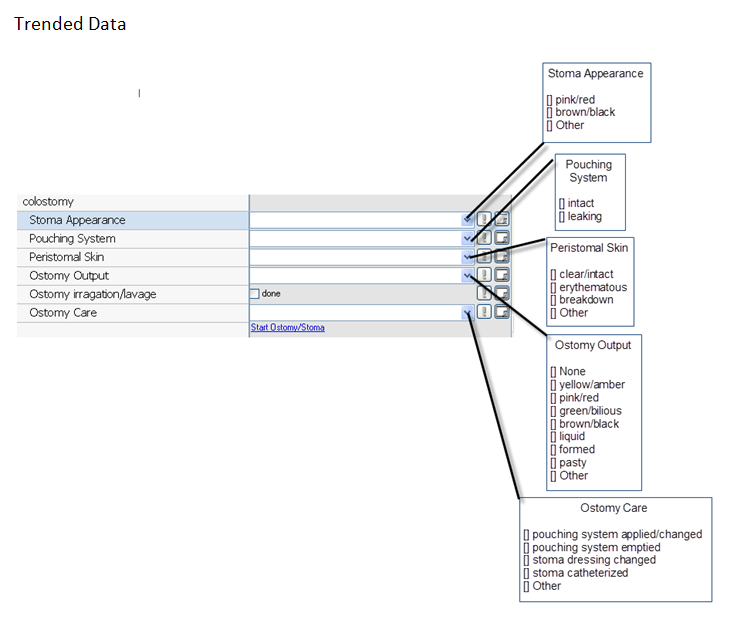 Trended Data
colostomy
Stoma Appearance
Pouching System
Peristomal Skin
Ostomy Output
Ostomy irragation/lavage
done
Ostomy Care
Start Ostomy/Stoma
Stoma Appearance
[] pink/red
[] brown/black
[] Other
Pouching
System
[] intact
[] leaking
Peristomal Skin
[] clear/intact
[] erythematous
[] breakdown
[] Other
Ostomy Output
[] None
[] yellow/amber
[] pink/red
[] green/bilious
[] brown/black
[] liquid
[] formed
[] pasty
[] Other
Ostomy Care
[] pouching system applied/changed
[] pouching system emptied
[] stoma dressing changed
[] stoma catheterized
[] Other